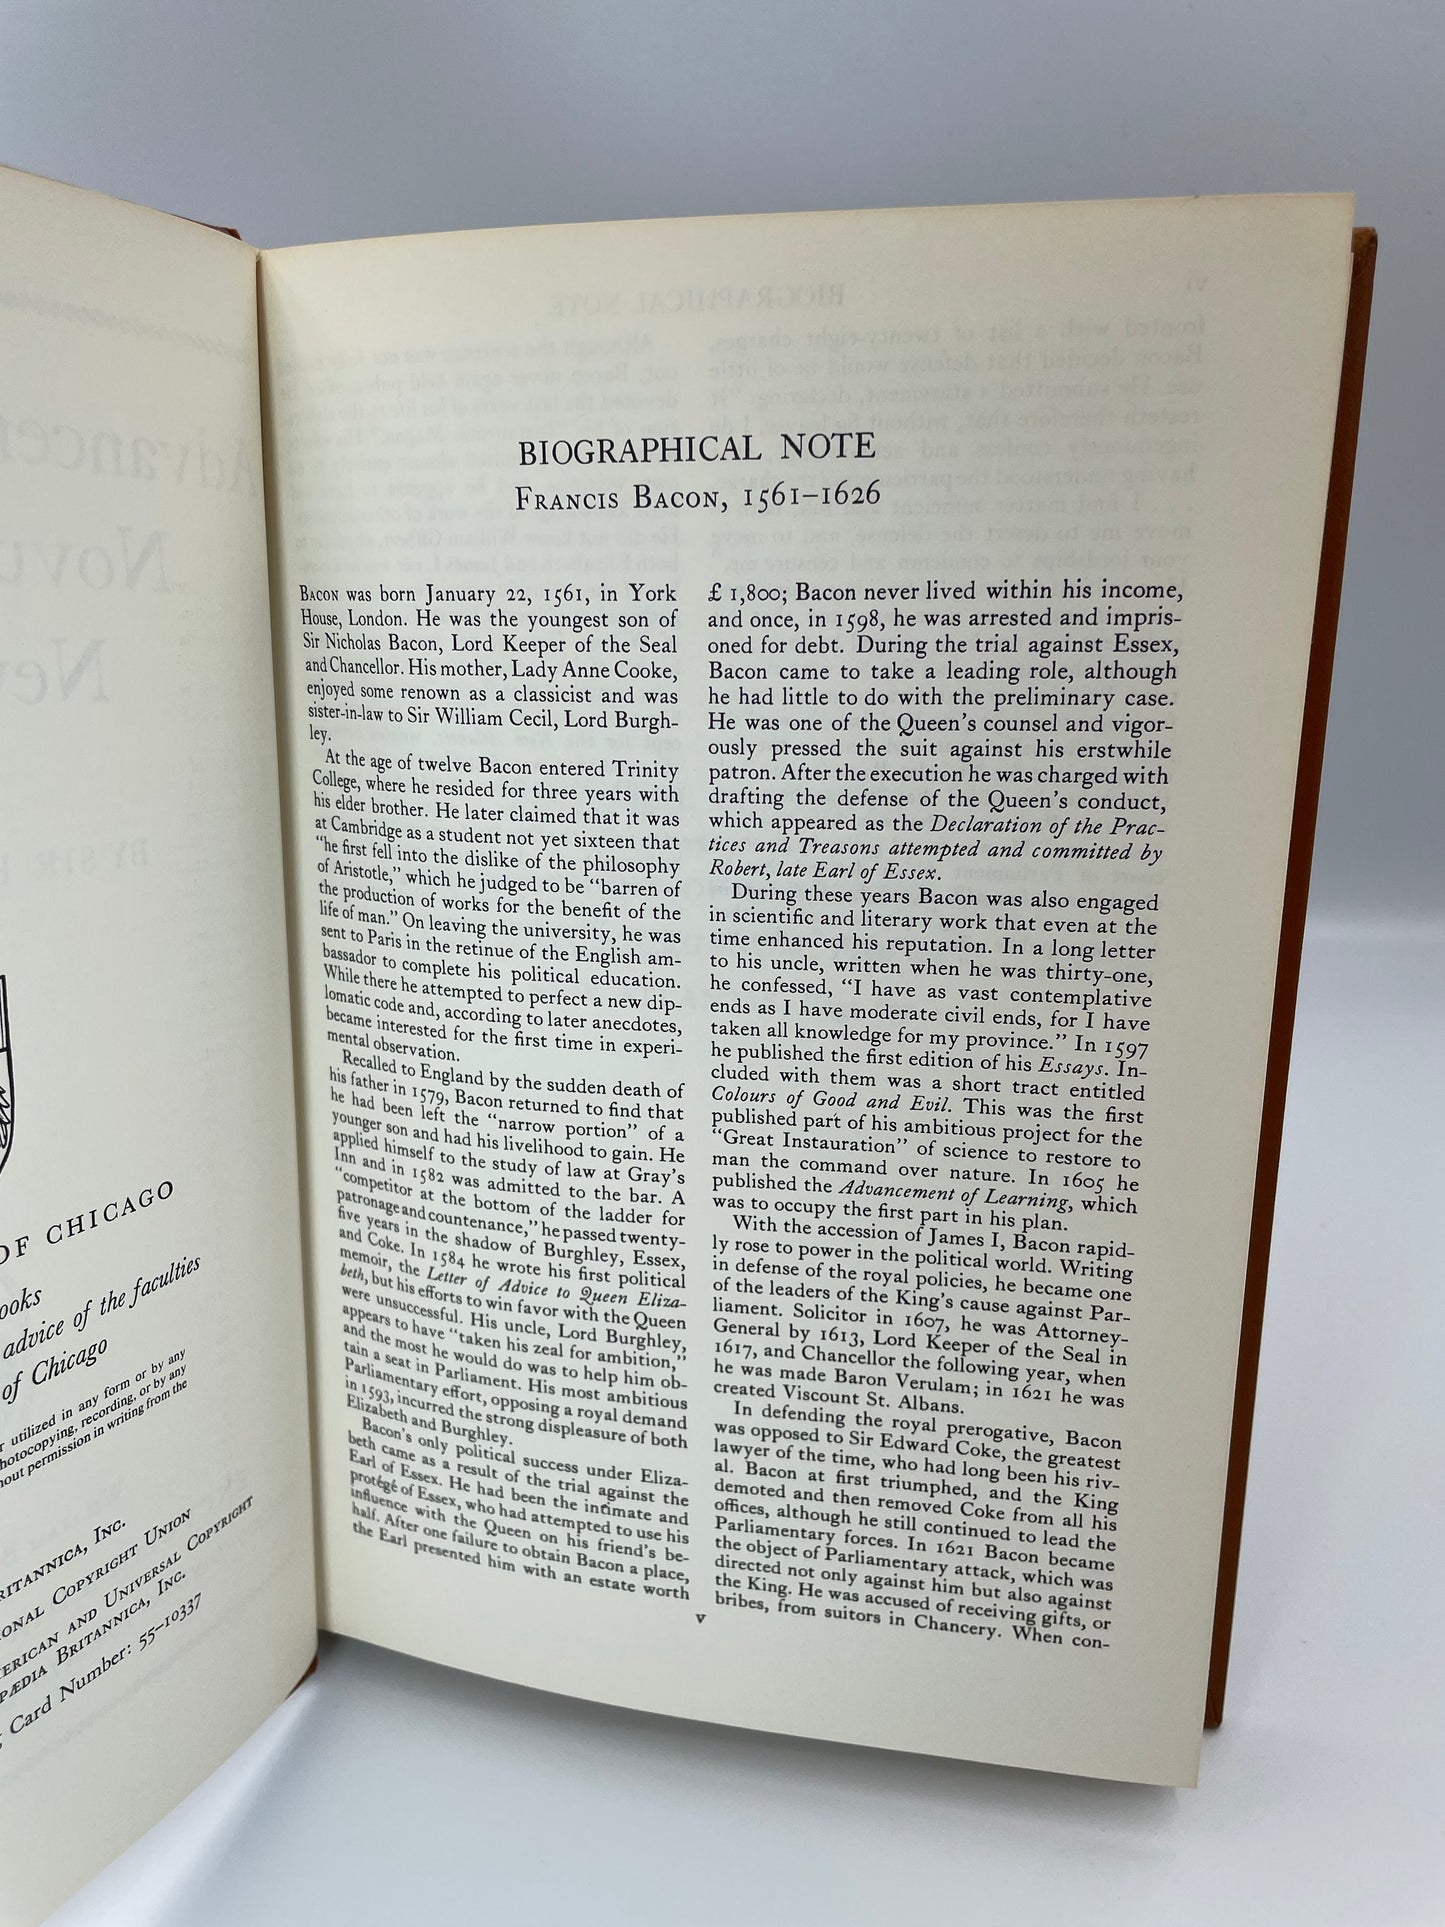 OF CHICAGO
ooks
advice of the faculties
of Chicago
r utilized in any form or by any
hotocopying, recording, or by any
hout permission in writing from the
RITANNICA, INC.
IONAL COPYRIGHT UNION
ERICAN AND UNIVERSAL COPYRIGHT
PÆDIA BRITANNICA, INC.
Card Number: 55–10337
BIOGRAPHICAL NOTE
FRANCIS BACON, 1561–1626
BACON was born January 22, 1561, in York
House, London. He was the youngest son of
Sir Nicholas Bacon, Lord Keeper of the Seal
and Chancellor. His mother, Lady Anne Cooke,
enjoyed some renown as a classicist and was
sister-in-law to Sir William Cecil, Lord Burgh-
ley.
At the age of twelve Bacon entered Trinity
College, where he resided for three years with
his elder brother. He later claimed that it was
at Cambridge as a student not yet sixteen that
"he first fell into the dislike of the philosophy
of Aristotle," which he judged to be "barren of
the production of works for the benefit of the
life of man." On leaving the university, he was
sent to Paris in the retinue of the English am-
bassador to complete his political education.
While there he attempted to perfect a new dip-
lomatic code and, according to later anecdotes,
became interested for the first time in experi-
mental observation.
Recalled to England by the sudden death of
his father in 1579, Bacon returned to find that
he had been left the "narrow portion" of a
younger son and had his livelihood to gain. He
applied himself to the study of law at Gray's
Inn and in 1582 was admitted to the bar. A
"competitor at the bottom of the ladder for
patronage and countenance," he passed twenty-
five years in the shadow of Burghley, Essex,
and Coke. In 1584 he wrote his first political
memoir, the Letter of Advice to Queen Eliza-
beth, but his efforts to win favor with the Queen
were unsuccessful. His uncle, Lord Burghley,
appears to have "taken his zeal for ambition,"
and the most he would do was to help him ob-
tain a seat in Parliament. His most ambitious
Parliamentary effort, opposing a royal demand
in 1593, incurred the strong displeasure of both
Elizabeth and Burghley.
Bacon's only political success under Eliza-
beth came as a result of the trial against the
Earl of Essex. He had been the intimate and
protégé of Essex, who had attempted to use his
influence with the Queen on his friend's be-
half. After one failure to obtain Bacon a place,
the Earl presented him with an estate worth
£ 1,800; Bacon never lived within his income,
and once, in 1598, he was arrested and impris-
oned for debt. During the trial against Essex,
Bacon came to take a leading role, although
he had little to do with the preliminary case.
He was one of the Queen's counsel and vigor-
ously pressed the suit against his erstwhile
patron. After the execution he was charged with
drafting the defense of the Queen's conduct,
which appeared as the Declaration of the Prac-
tices and Treasons attempted and committed by
Robert, late Earl of Essex.
During these years Bacon was also engaged
in scientific and literary work that even at the
time enhanced his reputation. In a long letter
to his uncle, written when he was thirty-one,
he confessed, "I have as vast contemplative
ends as I have moderate civil ends, for I have
taken all knowledge for my province." In 1597
he published the first edition of his Essays. In-
cluded with them was a short tract entitled
Colours of Good and Evil. This was the first
published part of his ambitious project for the
"Great Instauration" of science to restore to
man the command over nature. In 1605 he
published the Advancement of Learning, which
was to occupy the first part in his plan.
With the accession of James I, Bacon rapid-
ly rose to power in the political world. Writing
in defense of the royal policies, he became one
of the leaders of the King's cause against Par-
liament. Solicitor in 1607, he was Attorney-
General by 1613, Lord Keeper of the Seal in
1617, and Chancellor the following year, when
he was made Baron Verulam; in 1621 he was
created Viscount St. Albans.
In defending the royal prerogative, Bacon
was opposed to Sir Edward Coke, the greatest
lawyer of the time, who had long been his riv-
al. Bacon at first triumphed, and the King
demoted and then removed Coke from all his
offices, although he still continued to lead the
Parliamentary forces. In 1621 Bacon became
the object of Parliamentary attack, which was
directed not only against him but also against
the King. He was accused of receiving gifts, or
bribes, from suitors in Chancery. When con-
v